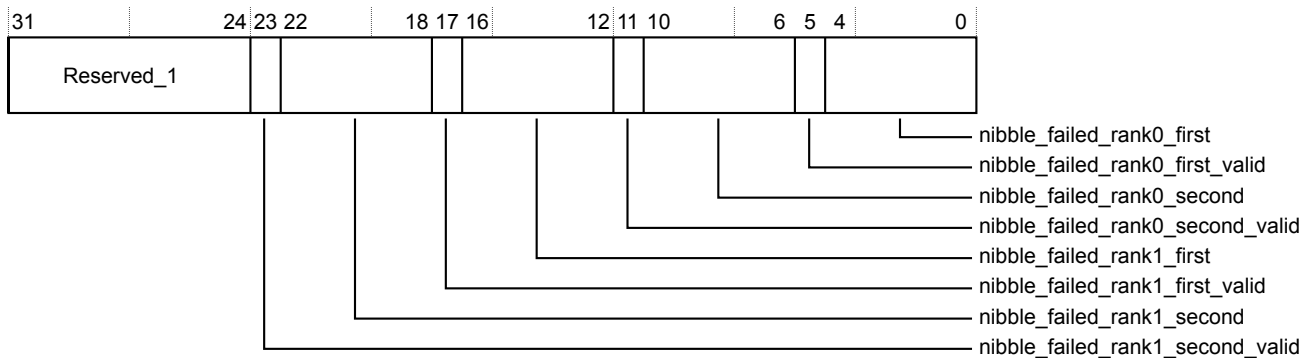 31 24 23 22 18 17 16 12 11 10 6 5 4 0
Reserved_1
nibble_failed_rank0_first
nibble_failed_rank0_first_valid
nibble_failed_rank0_second
nibble_failed_rank0_second_valid
nibble_failed_rank1_first
nibble_failed_rank1_first_valid
nibble_failed_rank1_second
nibble_failed_rank1_second_valid